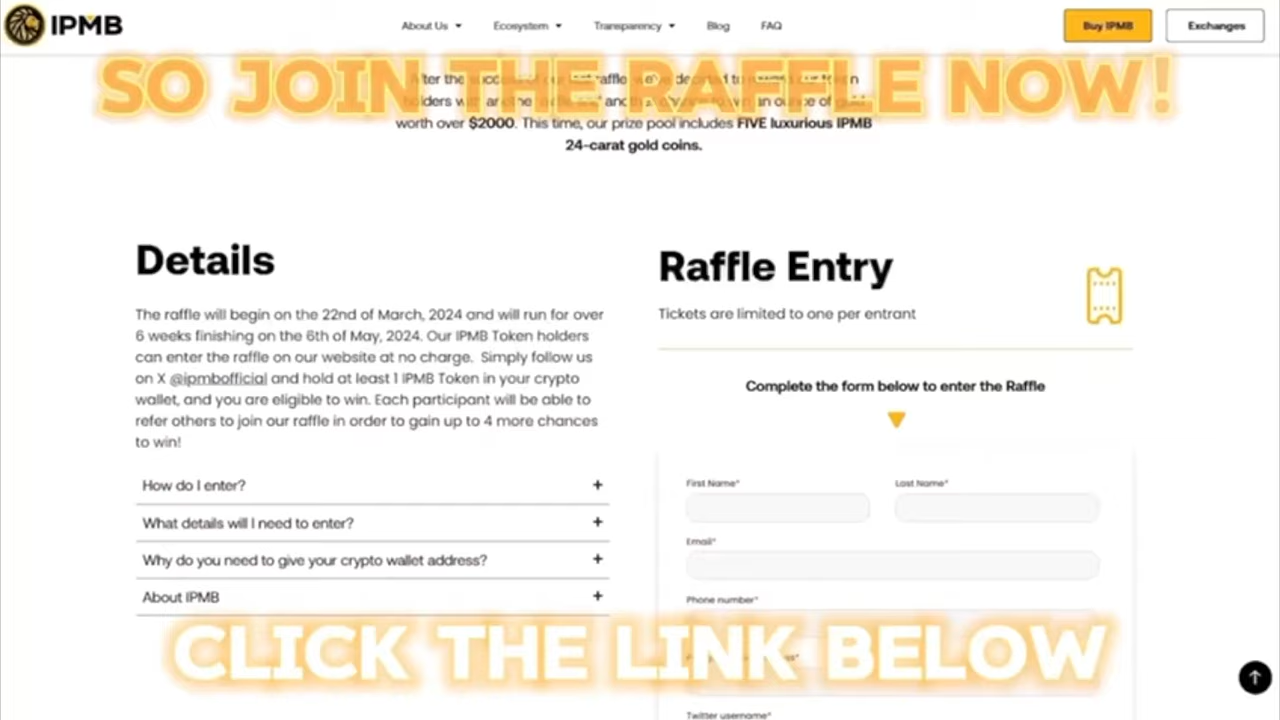 IPMB
About Us
Ecosystem
Transparency
Blog
FAQ
Buy IPMB
Exchanges
SO JOIN THE RAFFLE NOW!
worth over $2000. This time, our prize pool includes FIVE luxurious IPMB
24-carat gold coins.
Details
The raffle will begin on the 22nd of March, 2024 and will run for over
6 weeks finishing on the 6th of May, 2024. Our IPMB Token holders
can enter the raffle on our website at no charge. Simply follow us
on X @ipmbofficial and hold at least 1 IPMB Token in your crypto
wallet, and you are eligible to win. Each participant will be able to
refer others to join our raffle in order to gain up to 4 more chances
to win!
How do I enter?
What details will I need to enter?
Why do you need to give your crypto wallet address?
About IPMB
Raffle Entry
Tickets are limited to one per entrant
Complete the form below to enter the Raffle
First Name*
Last Name*
Email*
Phone number*
CLICK THE LINK BELOW
Twitter username*